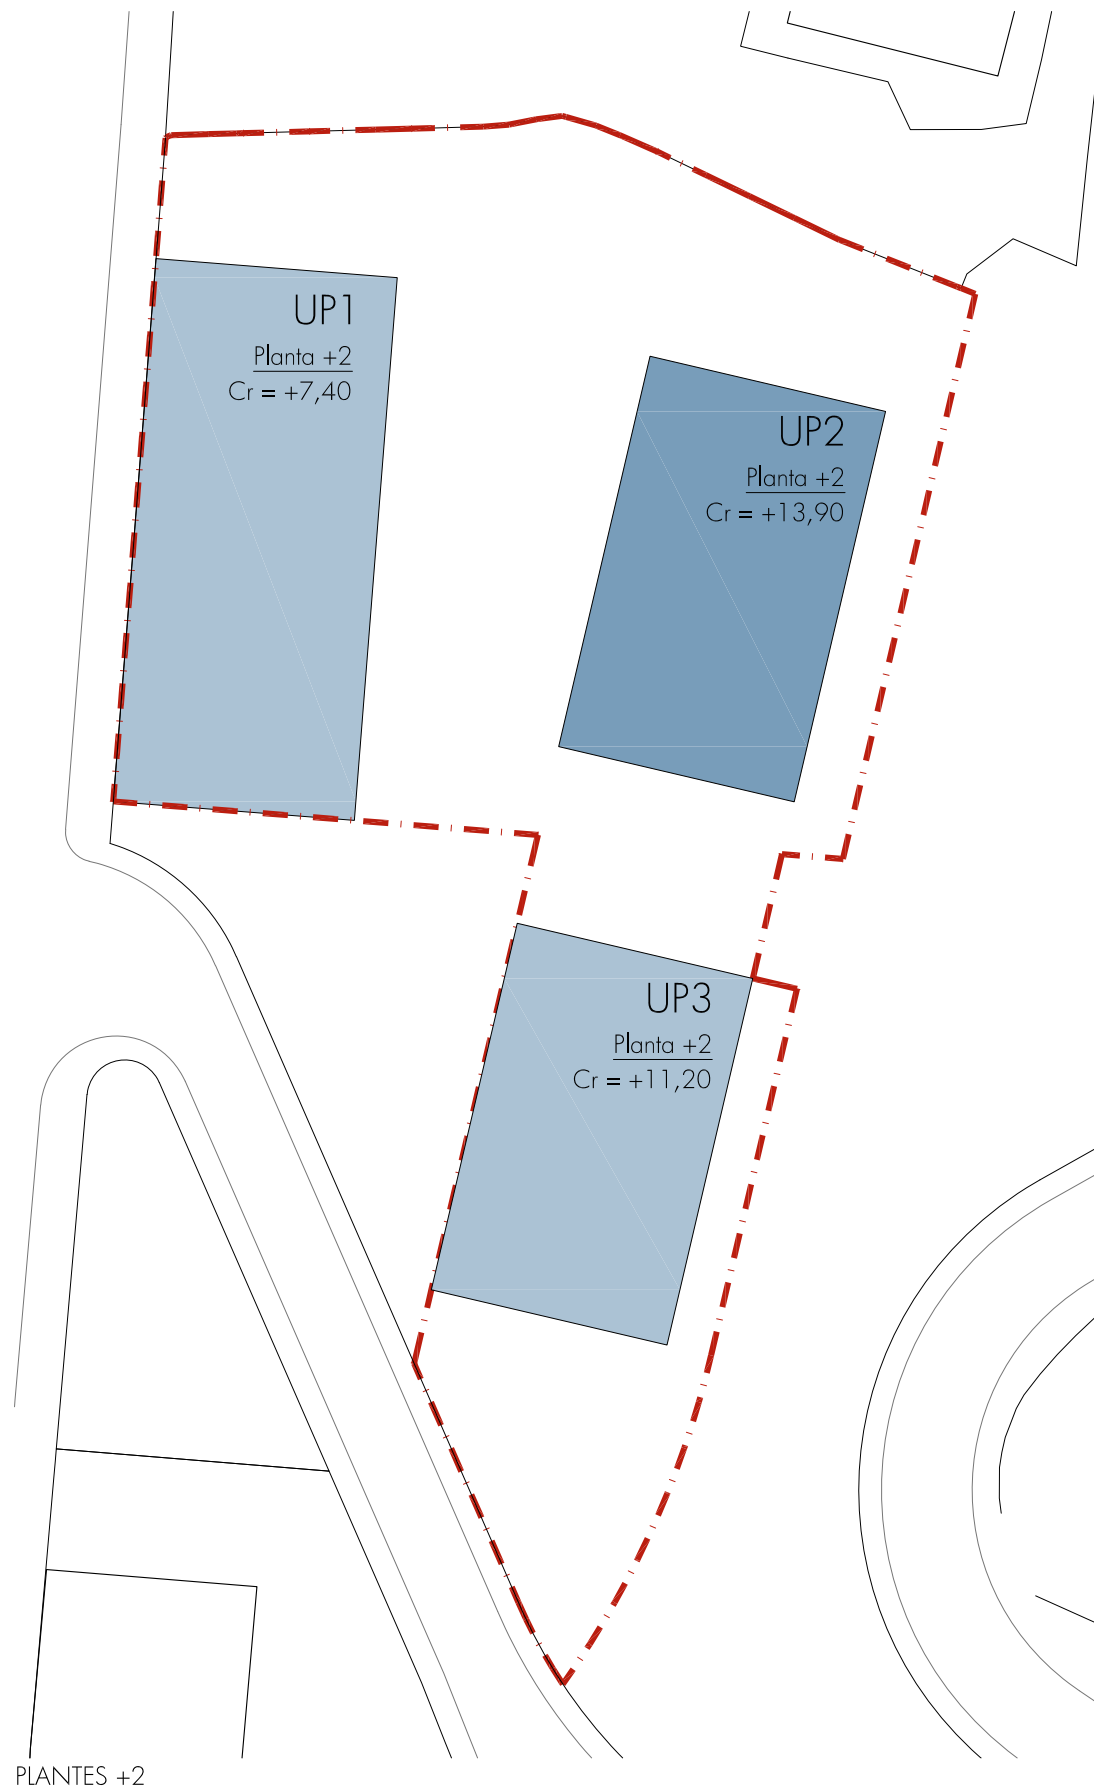 UP1
Planta +2
Cr = +7,40
UP2
Planta +2
Cr = +13,90
UP3
Planta +2
Cr = +11,20
PLANTES +2